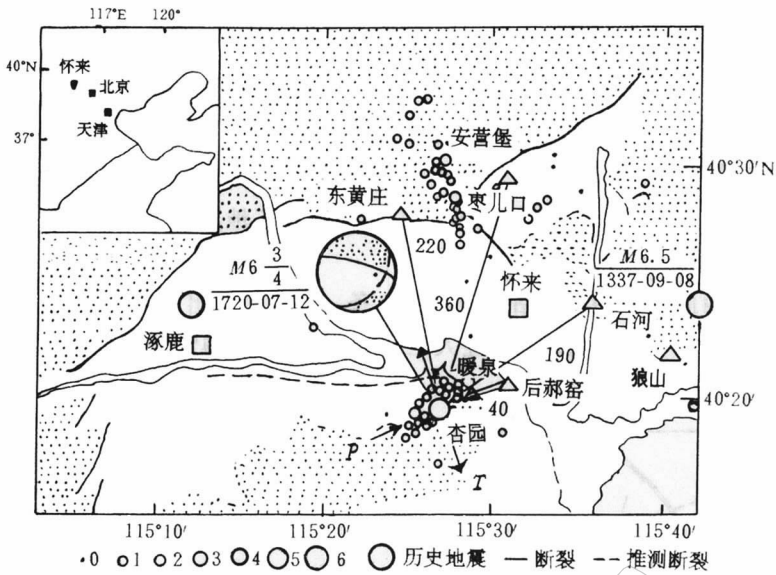 117°E 120°
40°N
怀来
北京
37°
天津
安营堡
40°30′N
东黄庄
枣儿口
220
M6 3/4
1720-07-12
怀来
M6.5
1337-09-08
360
石河
涿鹿
190
暖泉
狼山
后郝窑
40°20′
40
杏园
P
T
115°10′ 115°20′ 115°30′ 115°40′
0 1 2 3 4 5 6 历史地震 断裂 推测断裂